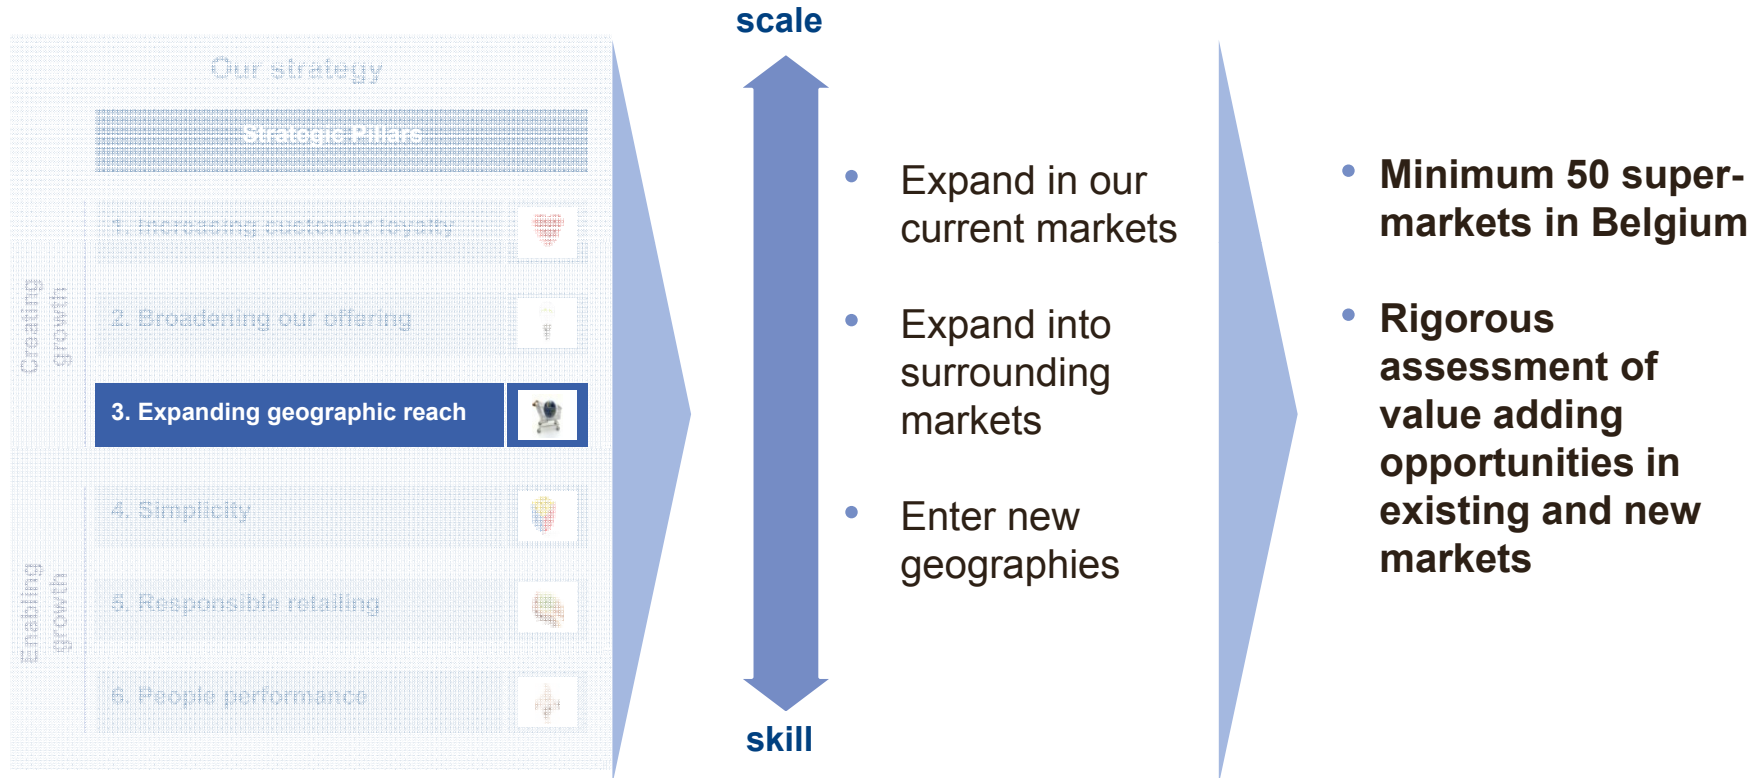 Our strategy
Strategic Pillars
Creating
growth
1. Increasing customer loyalty
2. Broadening our offering
3. Expanding geographic reach
Enabling
growth
4. Simplicity
5. Responsible retailing
6. People performance
scale
• Expand in our
current markets
• Expand into
surrounding
markets
• Enter new
geographies
skill
• Minimum 50 super-
markets in Belgium
• Rigorous
assessment of
value adding
opportunities in
existing and new
markets